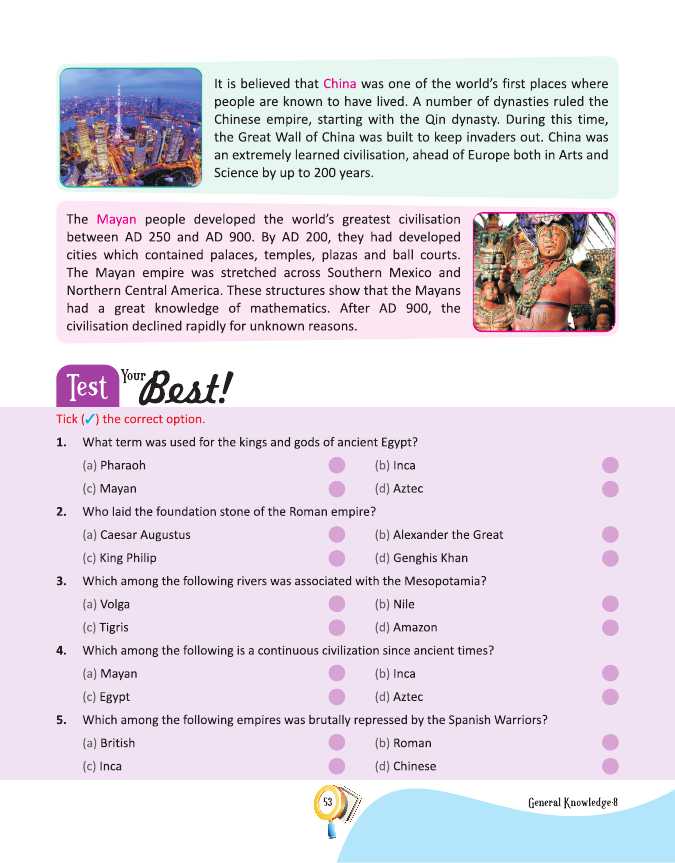 It is believed that China was one of the world's first places where
people are known to have lived. A number of dynasties ruled the
Chinese empire, starting with the Qin dynasty. During this time,
the Great Wall of China was built to keep invaders out. China was
an extremely learned civilisation, ahead of Europe both in Arts and
Science by up to 200 years.
The Mayan people developed the world's greatest civilisation
between AD 250 and AD 900. By AD 200, they had developed
cities which contained palaces, temples, plazas and ball courts.
The Mayan empire was stretched across Southern Mexico and
Northern Central America. These structures show that the Mayans
had a great knowledge of mathematics. After AD 900, the
civilisation declined rapidly for unknown reasons.
Test Your Best!
Tick (✓) the correct option.
1. What term was used for the kings and gods of ancient Egypt?
(a) Pharaoh (b) Inca
(c) Mayan (d) Aztec
2. Who laid the foundation stone of the Roman empire?
(a) Caesar Augustus (b) Alexander the Great
(c) King Philip (d) Genghis Khan
3. Which among the following rivers was associated with the Mesopotamia?
(a) Volga (b) Nile
(c) Tigris (d) Amazon
4. Which among the following is a continuous civilization since ancient times?
(a) Mayan (b) Inca
(c) Egypt (d) Aztec
5. Which among the following empires was brutally repressed by the Spanish Warriors?
(a) British (b) Roman
(c) Inca (d) Chinese
53 General Knowledge-8